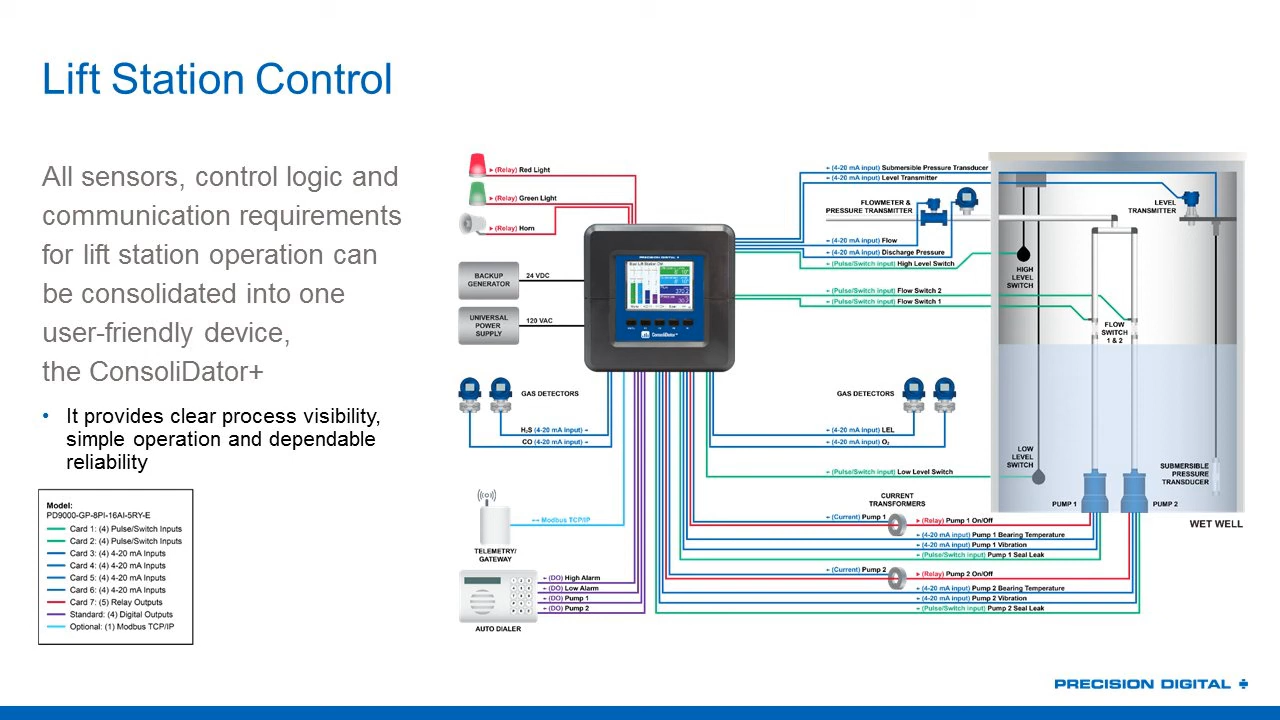 Lift Station Control
All sensors, control logic and
communication requirements
for lift station operation can
be consolidated into one
user-friendly device,
the ConsoliDator+
• It provides clear process visibility,
simple operation and dependable
reliability
Model:
PD9000-GP-8PI-16AI-5RY-E
Card 1: (4) Pulse/Switch Inputs
Card 2: (4) Pulse/Switch Inputs
Card 3: (4) 4-20 mA Inputs
Card 4: (4) 4-20 mA Inputs
Card 5: (4) 4-20 mA Inputs
Card 6: (4) 4-20 mA Inputs
Card 7: (5) Relay Outputs
Standard: (4) Digital Outputs
Optional: (1) Modbus TCP/IP
(Relay) Red Light
(Relay) Green Light
(Relay) Horn
BACKUP
GENERATOR
24 VDC
UNIVERSAL
POWER
SUPPLY
120 VAC
PRECISION DIGITAL
ConsoliDator™
GAS DETECTORS
H₂S (4-20 mA input)
CO (4-20 mA input)
Modbus TCP/IP
TELEMETRY/
GATEWAY
(DO) High Alarm
(DO) Low Alarm
(DO) Pump 1
(DO) Pump 2
AUTO DIALER
(4-20 mA input) Submersible Pressure Transducer
(4-20 mA input) Level Transmitter
FLOWMETER &
PRESSURE TRANSMITTER
(4-20 mA input) Flow
(4-20 mA input) Discharge Pressure
(Pulse/Switch input) High Level Switch
(Pulse/Switch input) Flow Switch 2
(Pulse/Switch input) Flow Switch 1
GAS DETECTORS
(4-20 mA input) LEL
(4-20 mA input) O₂
(Pulse/Switch input) Low Level Switch
CURRENT
TRANSFORMERS
(Current) Pump 1
(Relay) Pump 1 On/Off
(4-20 mA input) Pump 1 Bearing Temperature
(4-20 mA input) Pump 1 Vibration
(Pulse/Switch input) Pump 1 Seal Leak
(Current) Pump 2
(Relay) Pump 2 On/Off
(4-20 mA input) Pump 2 Bearing Temperature
(4-20 mA input) Pump 2 Vibration
(Pulse/Switch input) Pump 2 Seal Leak
LEVEL
TRANSMITTER
HIGH
LEVEL
SWITCH
FLOW
SWITCH
1 & 2
LOW
LEVEL
SWITCH
SUBMERSIBLE
PRESSURE
TRANSDUCER
PUMP 1
PUMP 2
WET WELL
PRECISION DIGITAL